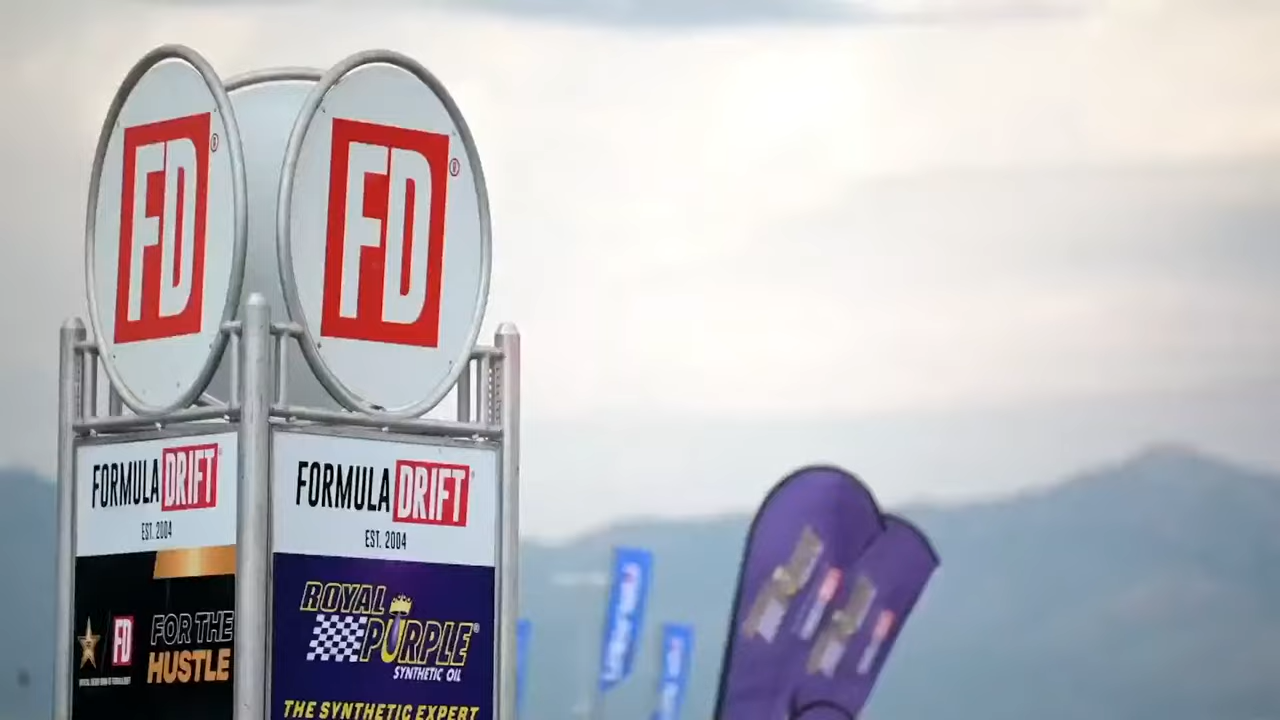 FD®
FD®
FORMULA DRIFT
EST. 2004
FORMULA DRIFT
EST. 2004
FD
FOR THE
HUSTLE
ROYAL
PURPLE®
SYNTHETIC OIL
THE SYNTHETIC EXPERT